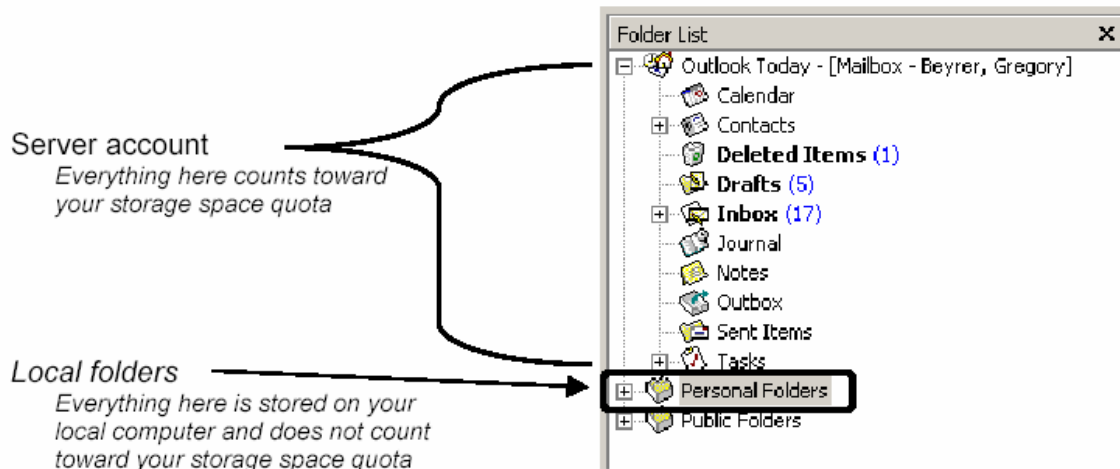 Folder List
Outlook Today - [Mailbox - Beyrer, Gregory]
Calendar
Contacts
Deleted Items (1)
Drafts (5)
Inbox (17)
Journal
Notes
Outbox
Sent Items
Tasks
Personal Folders
Public Folders
Server account
Everything here counts toward
your storage space quota
Local folders
Everything here is stored on your
local computer and does not count
toward your storage space quota